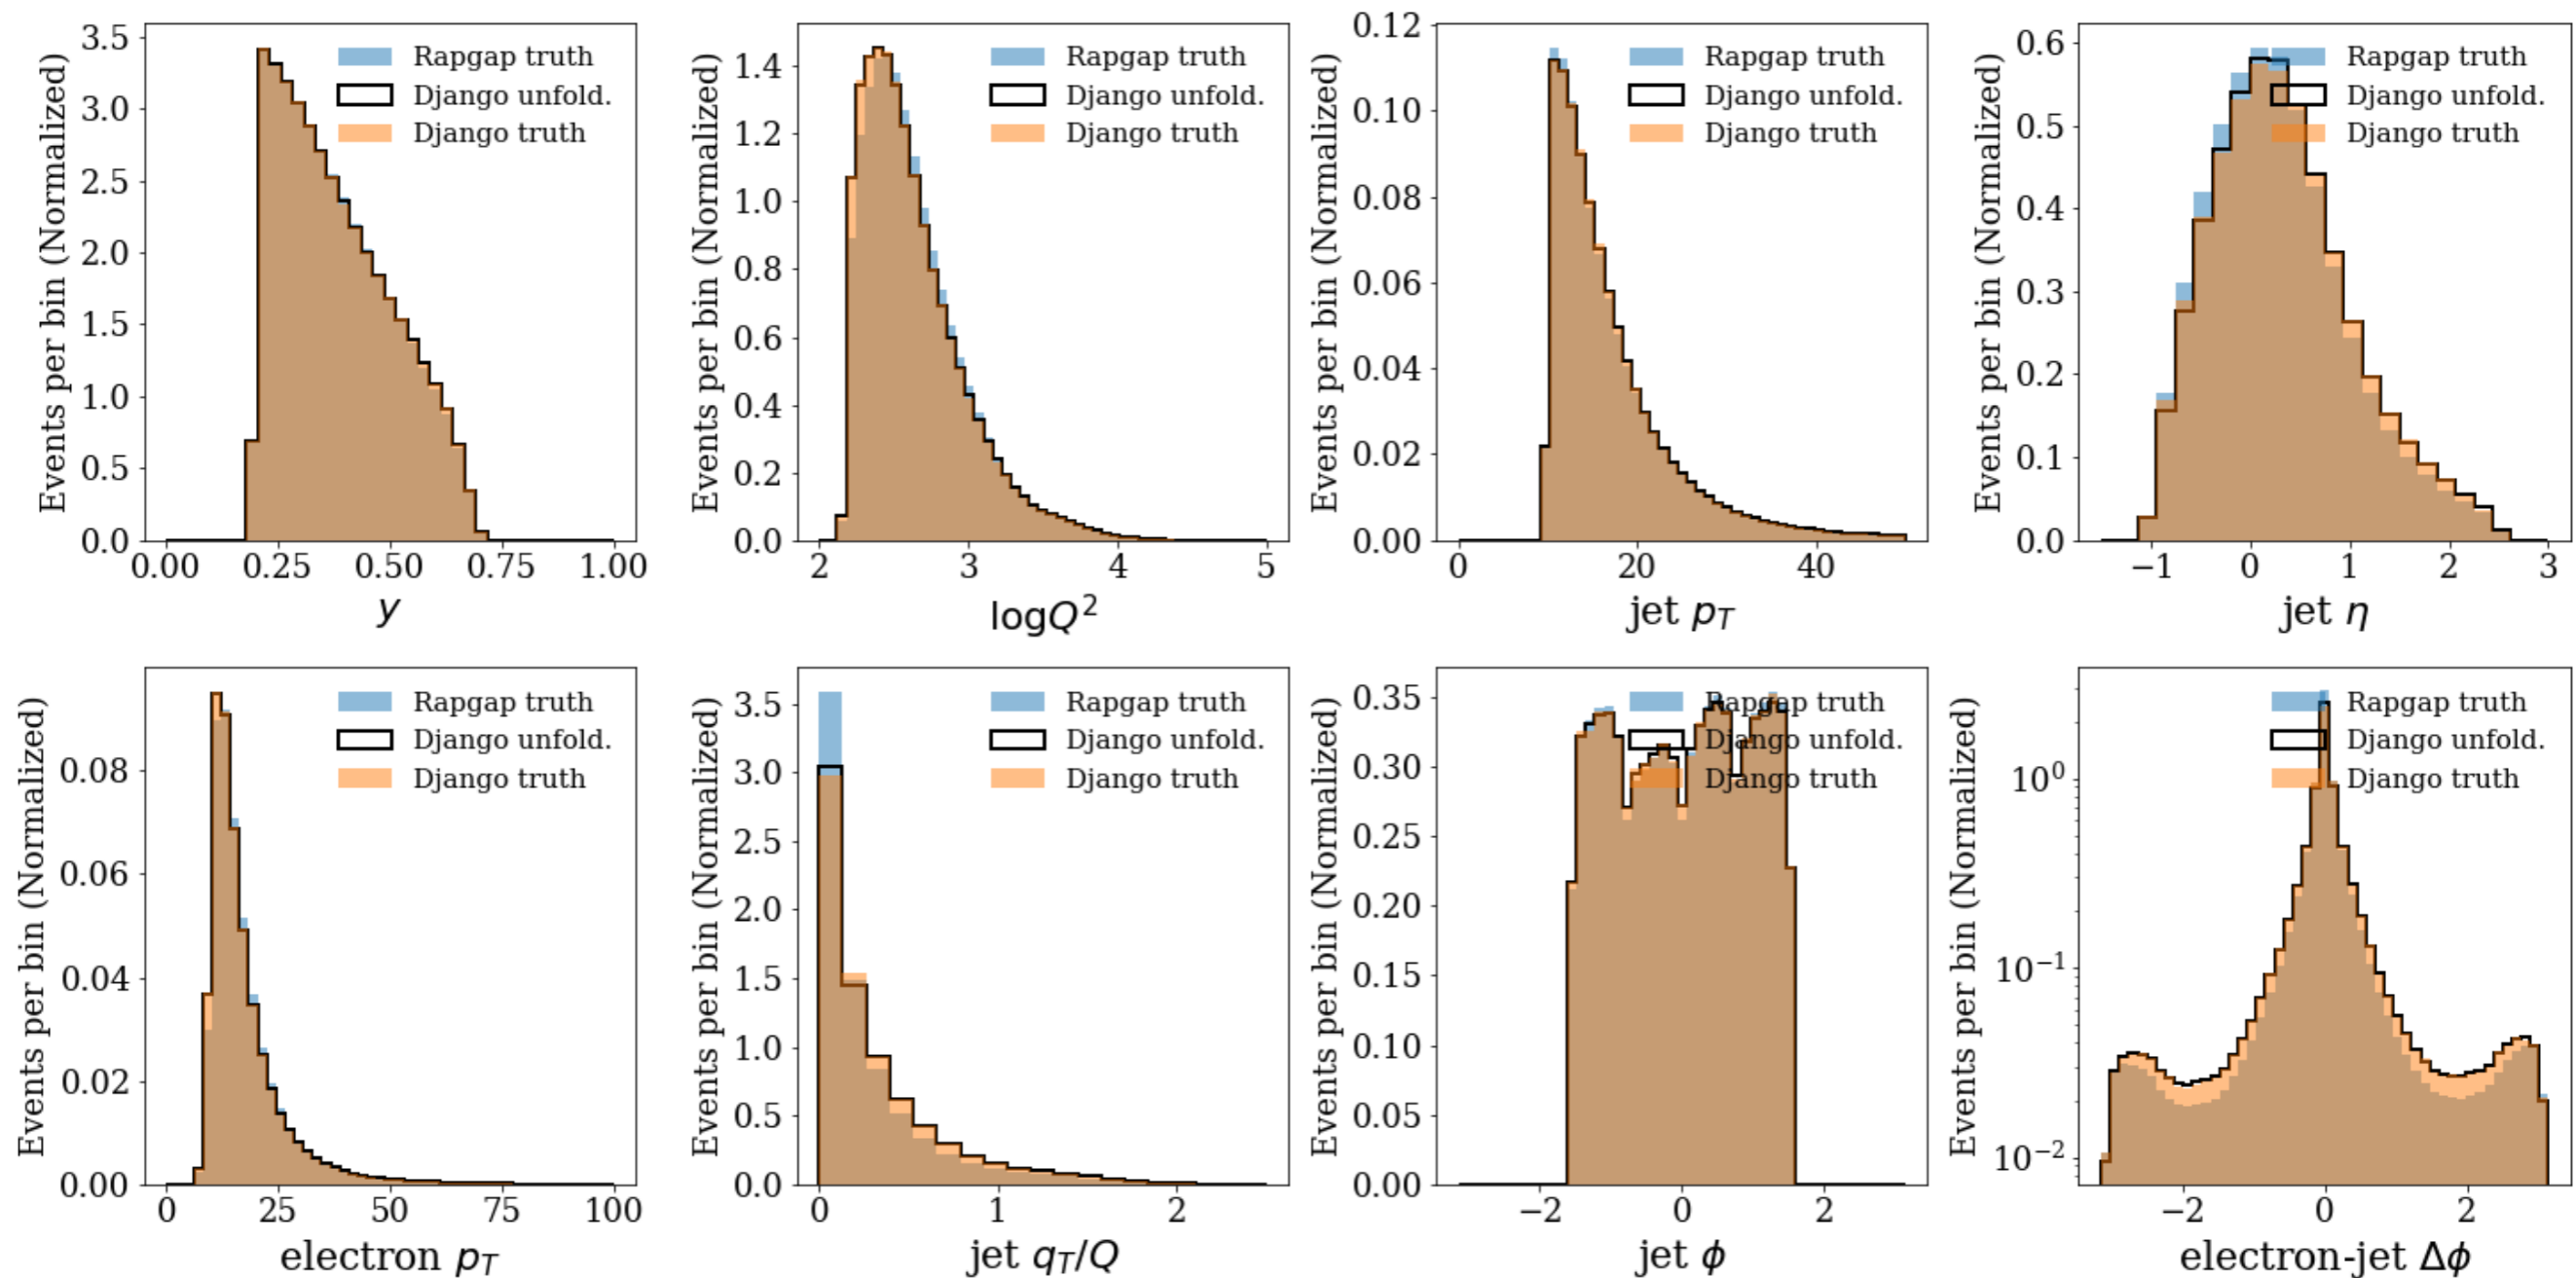 Events per bin (Normalized)
3.5
3.0
2.5
2.0
1.5
1.0
0.5
0.0
Rapgap truth
Django unfold.
Django truth
0.00 0.25 0.50 0.75 1.00
y
Events per bin (Normalized)
1.4
1.2
1.0
0.8
0.6
0.4
0.2
0.0
Rapgap truth
Django unfold.
Django truth
2 3 4 5
logQ²
Events per bin (Normalized)
0.12
0.10
0.08
0.06
0.04
0.02
0.00
Rapgap truth
Django unfold.
Django truth
0 20 40
jet p_T
Events per bin (Normalized)
0.6
0.5
0.4
0.3
0.2
0.1
0.0
Rapgap truth
Django unfold.
Django truth
−1 0 1 2 3
jet η
Events per bin (Normalized)
0.08
0.06
0.04
0.02
0.00
Rapgap truth
Django unfold.
Django truth
0 25 50 75 100
electron p_T
Events per bin (Normalized)
3.5
3.0
2.5
2.0
1.5
1.0
0.5
0.0
Rapgap truth
Django unfold.
Django truth
0 1 2
jet q_T/Q
Events per bin (Normalized)
0.35
0.30
0.25
0.20
0.15
0.10
0.05
0.00
Rapgap truth
Django unfold.
Django truth
−2 0 2
jet ϕ
Events per bin (Normalized)
10⁰
10⁻¹
10⁻²
Rapgap truth
Django unfold.
Django truth
−2 0 2
electron-jet Δϕ